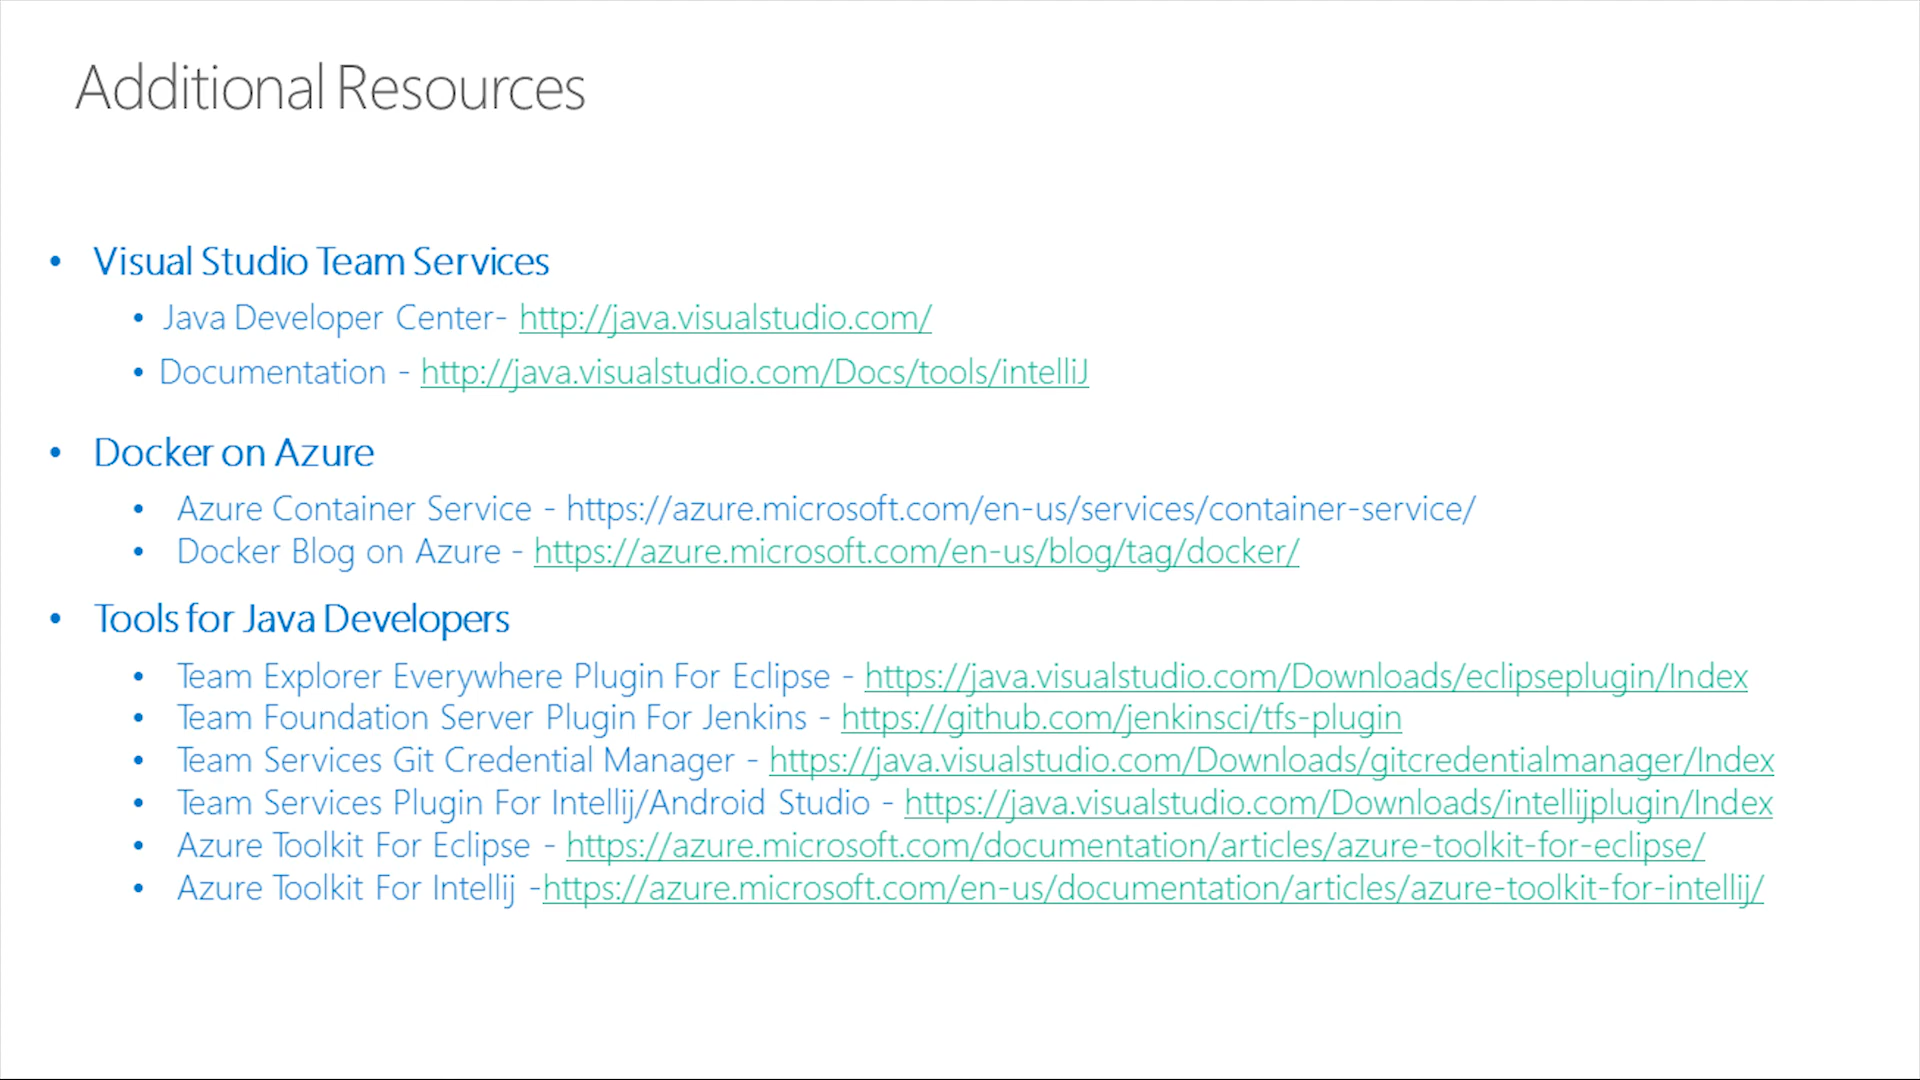 Additional Resources
• Visual Studio Team Services
• Java Developer Center- http://java.visualstudio.com/
• Documentation - http://java.visualstudio.com/Docs/tools/intelliJ
• Docker on Azure
• Azure Container Service - https://azure.microsoft.com/en-us/services/container-service/
• Docker Blog on Azure - https://azure.microsoft.com/en-us/blog/tag/docker/
• Tools for Java Developers
• Team Explorer Everywhere Plugin For Eclipse - https://java.visualstudio.com/Downloads/eclipseplugin/Index
• Team Foundation Server Plugin For Jenkins - https://github.com/jenkinsci/tfs-plugin
• Team Services Git Credential Manager - https://java.visualstudio.com/Downloads/gitcredentialmanager/Index
• Team Services Plugin For Intellij/Android Studio - https://java.visualstudio.com/Downloads/intellijplugin/Index
• Azure Toolkit For Eclipse - https://azure.microsoft.com/documentation/articles/azure-toolkit-for-eclipse/
• Azure Toolkit For Intellij -https://azure.microsoft.com/en-us/documentation/articles/azure-toolkit-for-intellij/